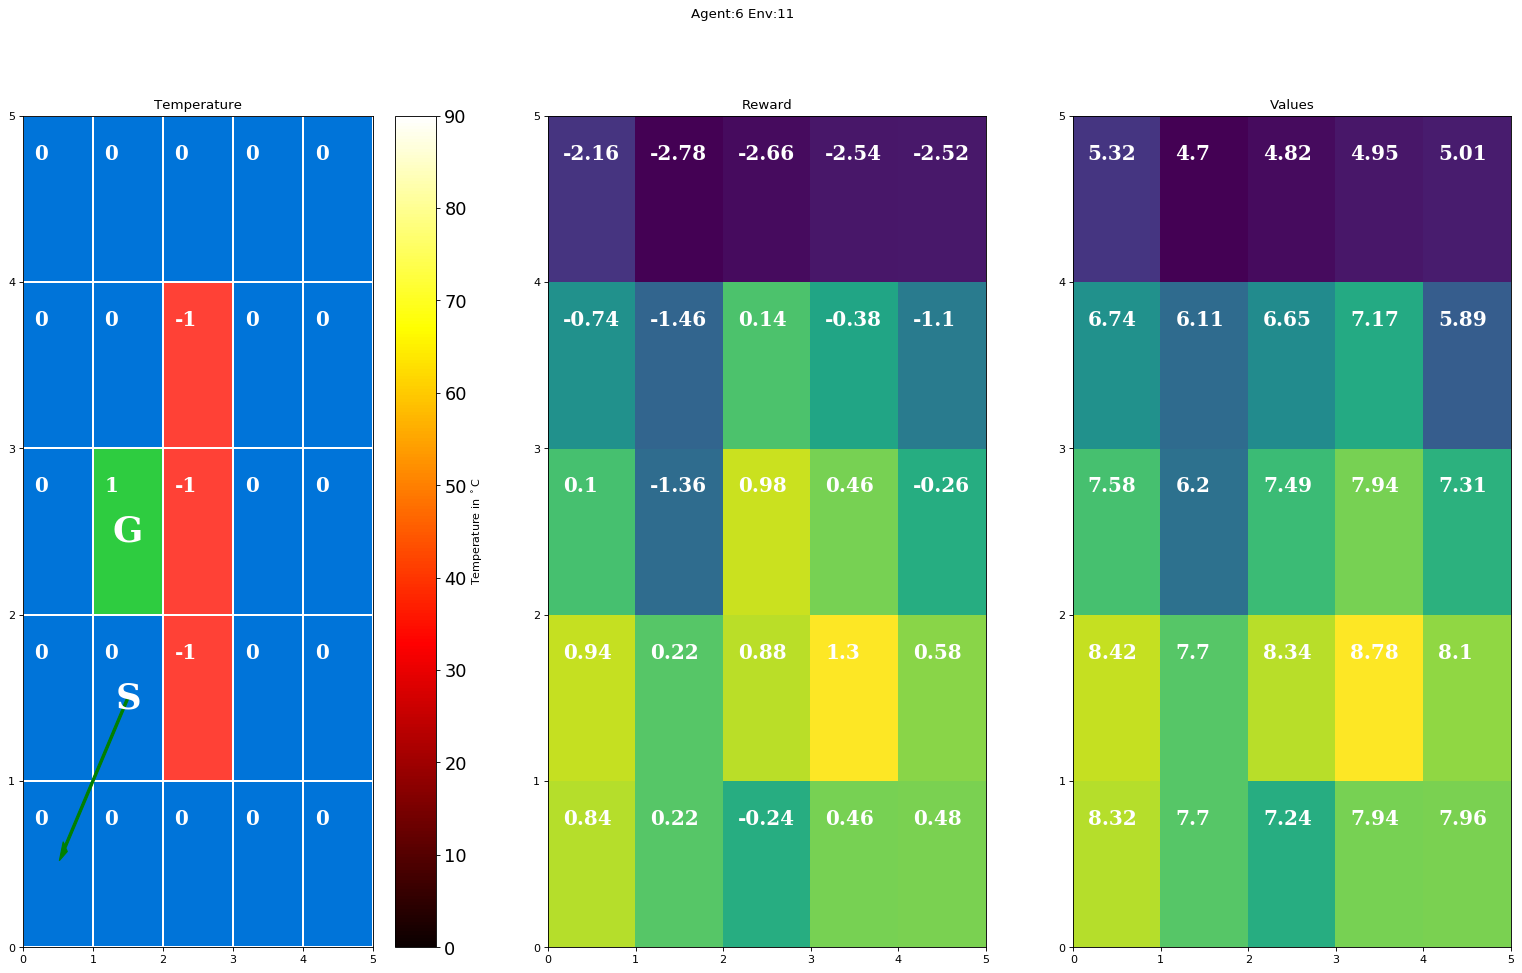 Agent:6 Env:11
Temperature
5
4
3
2
1
0
0 0 0 0 0
0 0 -1 0 0
0 1 -1 0 0
G
0 0 -1 0 0
S
0 0 0 0 0
0 1 2 3 4 5
90
80
70
60
50
40
30
20
10
0
Temperature in °C
Reward
5
4
3
2
1
0
-2.16 -2.78 -2.66 -2.54 -2.52
-0.74 -1.46 0.14 -0.38 -1.1
0.1 -1.36 0.98 0.46 -0.26
0.94 0.22 0.88 1.3 0.58
0.84 0.22 -0.24 0.46 0.48
0 1 2 3 4 5
Values
5
4
3
2
1
0
5.32 4.7 4.82 4.95 5.01
6.74 6.11 6.65 7.17 5.89
7.58 6.2 7.49 7.94 7.31
8.42 7.7 8.34 8.78 8.1
8.32 7.7 7.24 7.94 7.96
0 1 2 3 4 5